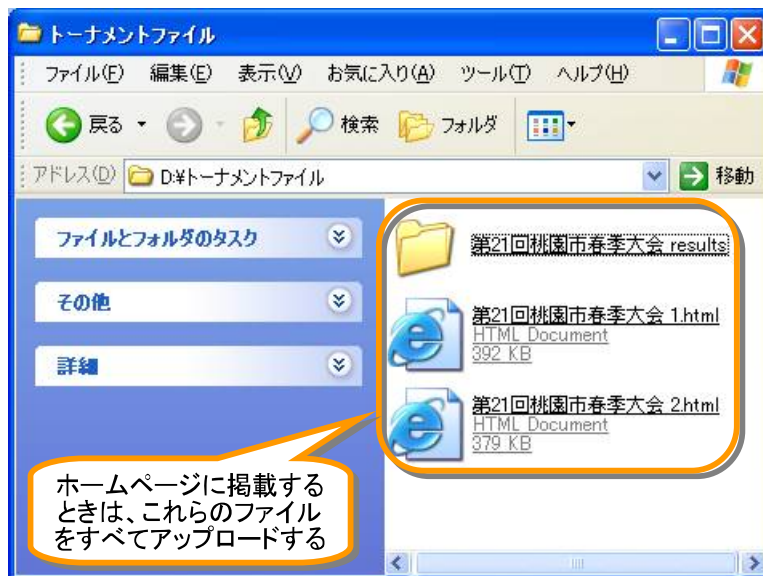 トーナメントファイル
ファイル(F) 編集(E) 表示(V) お気に入り(A) ツール(T) ヘルプ(H)
戻る 検索 フォルダ
アドレス(D) D:¥トーナメントファイル 移動
ファイルとフォルダのタスク
その他
詳細
第21回桃園市春季大会 results
第21回桃園市春季大会 1.html
HTML Document
392 KB
第21回桃園市春季大会 2.html
HTML Document
379 KB
ホームページに掲載する
ときは、これらのファイル
をすべてアップロードする